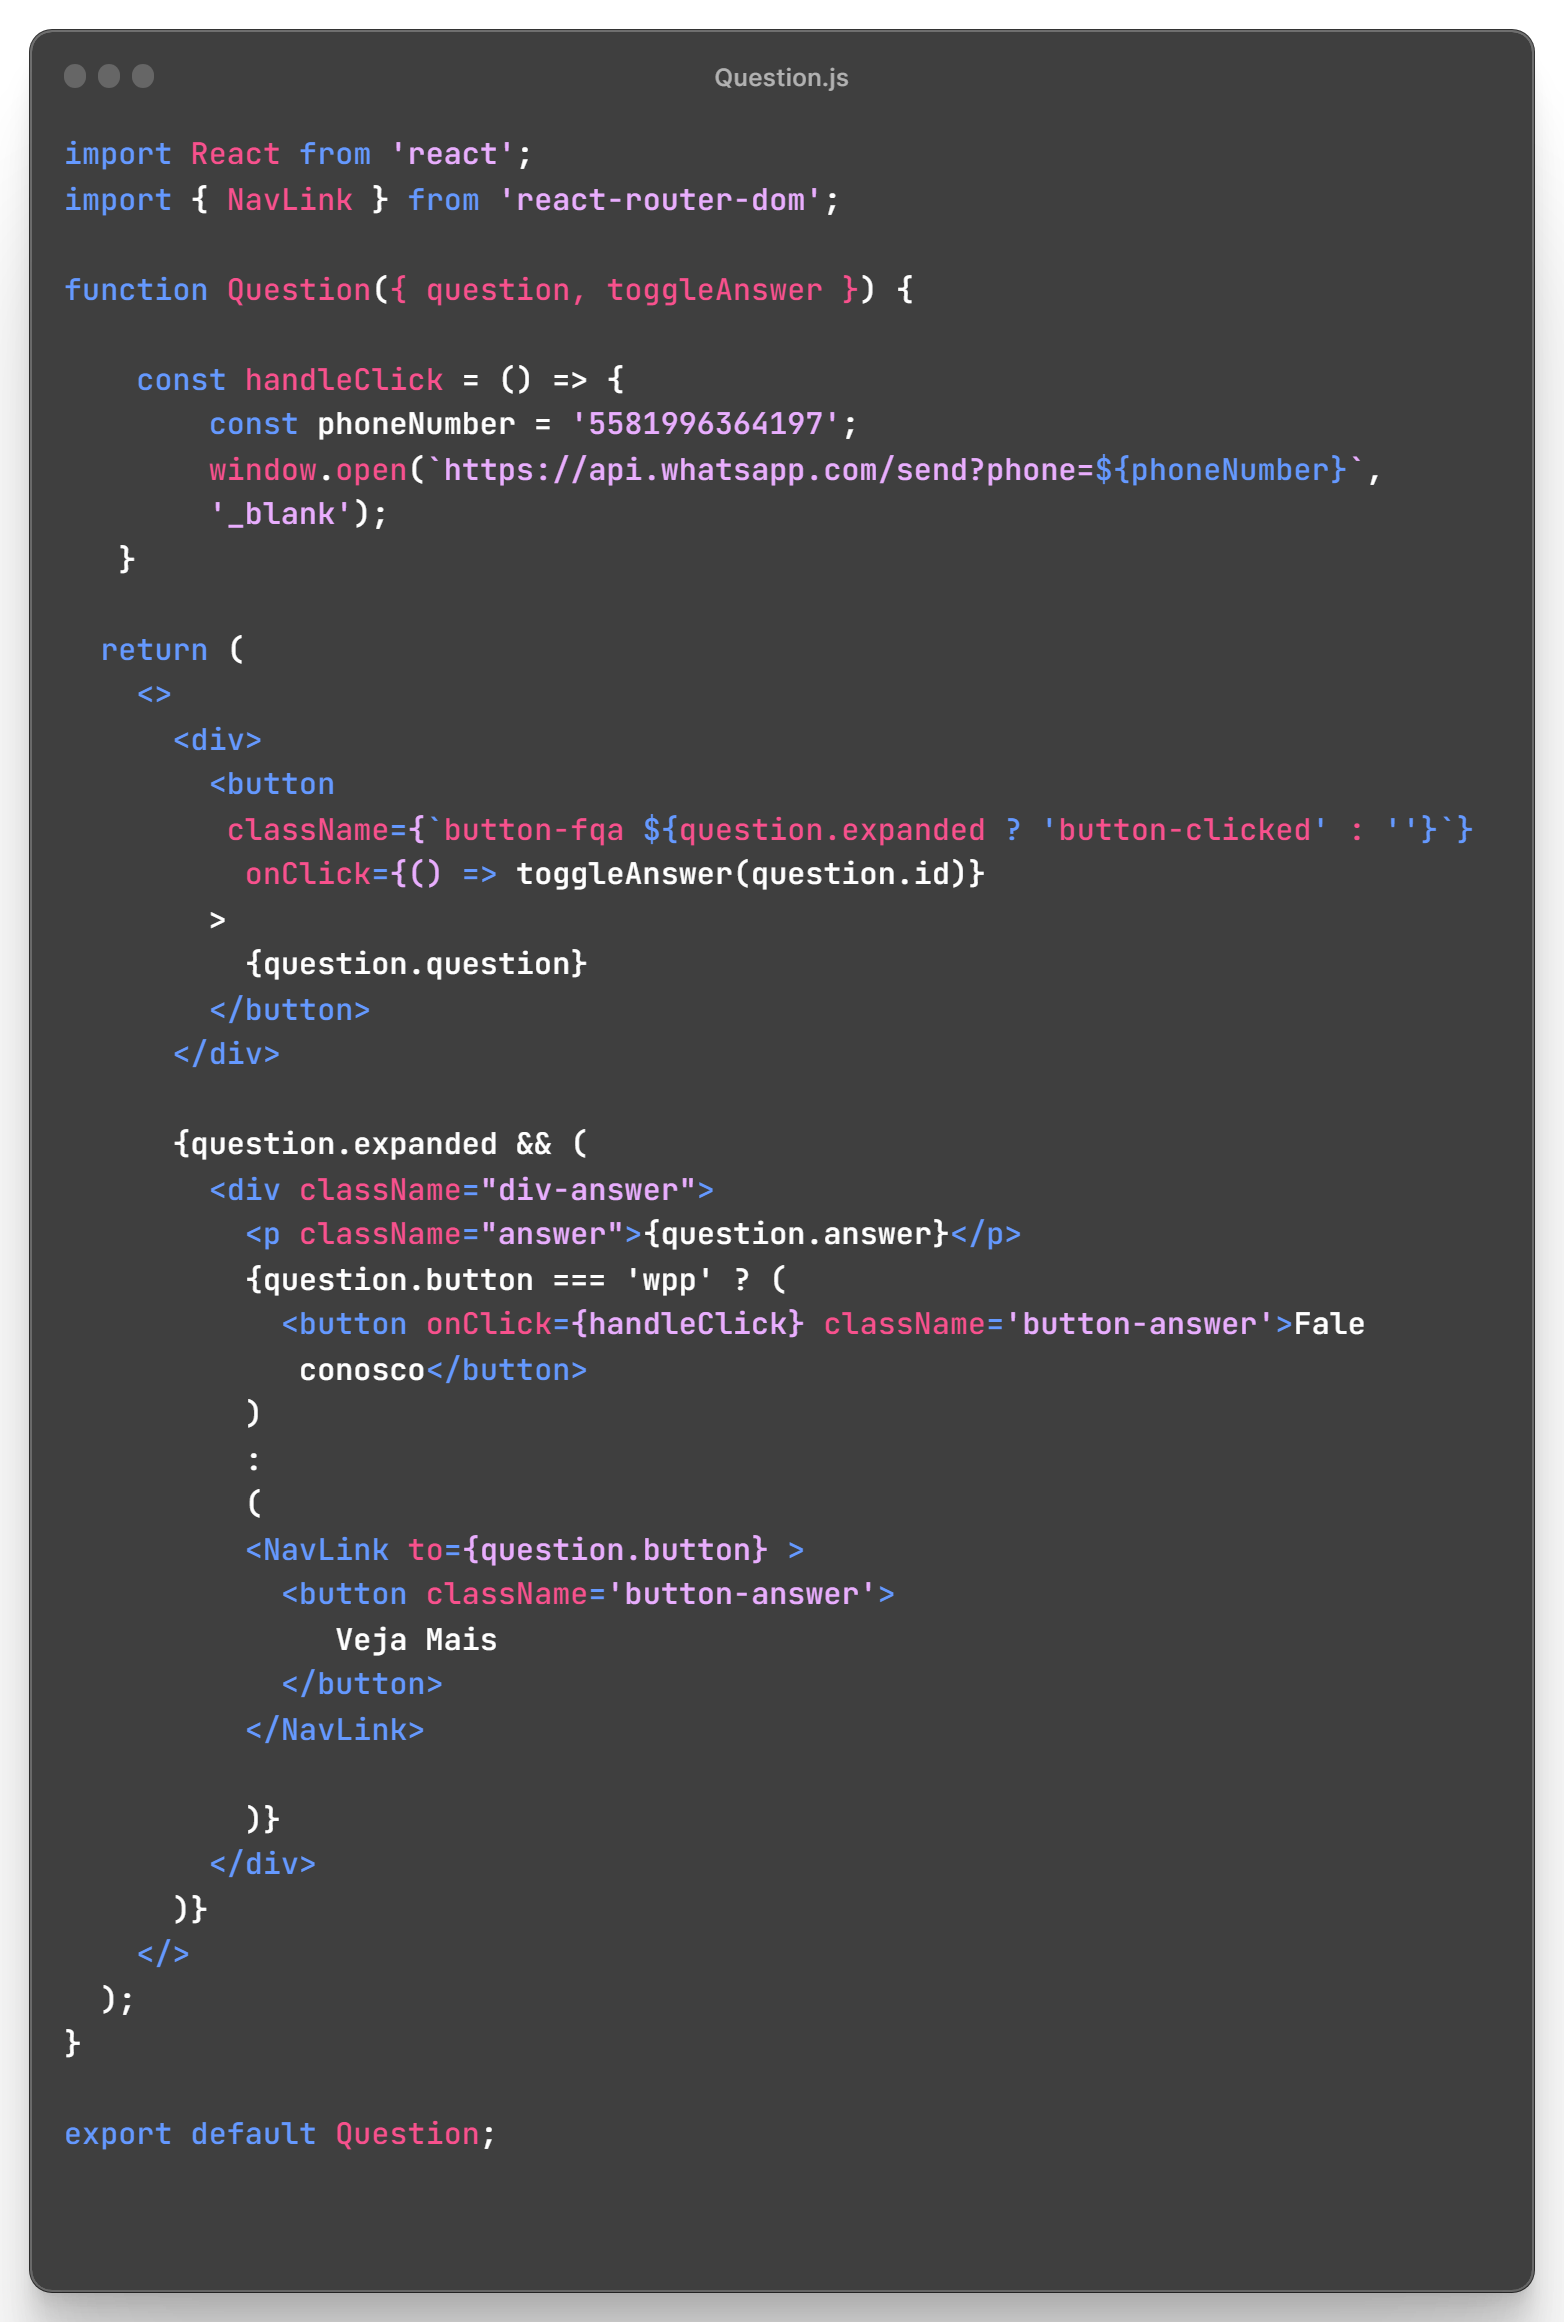 Question.js
import React from 'react';
import { NavLink } from 'react-router-dom';
function Question({ question, toggleAnswer }) {
const handleClick = () => {
const phoneNumber = '5581996364197';
window.open(`https://api.whatsapp.com/send?phone=${phoneNumber}`,
'_blank');
}
return (
<>
<div>
<button
className={`button-fqa ${question.expanded ? 'button-clicked' : ''}`}
onClick={() => toggleAnswer(question.id)}
>
{question.question}
</button>
</div>
{question.expanded && (
<div className="div-answer">
<p className="answer">{question.answer}</p>
{question.button === 'wpp' ? (
<button onClick={handleClick} className='button-answer'>Fale
conosco</button>
)
:
(
<NavLink to={question.button} >
<button className='button-answer'>
Veja Mais
</button>
</NavLink>
)}
</div>
)}
</>
);
}
export default Question;